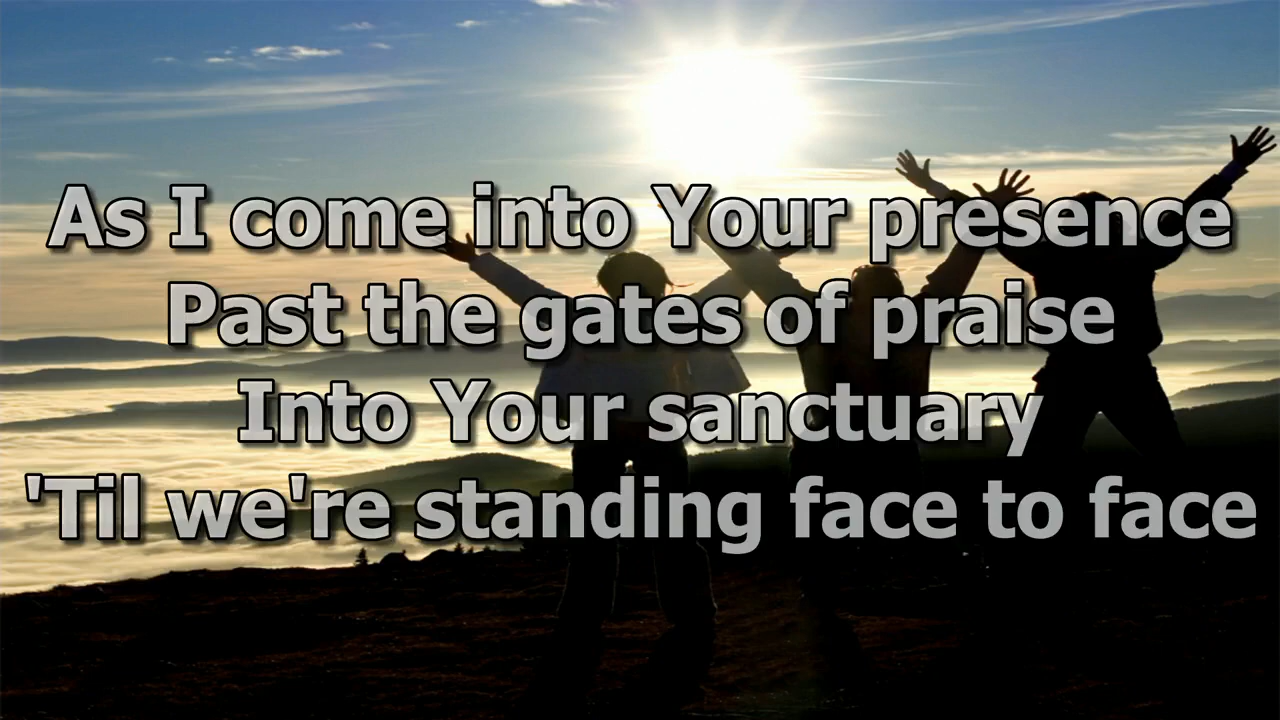 As I come into Your presence
Past the gates of praise
Into Your sanctuary
'Til we're standing face to face